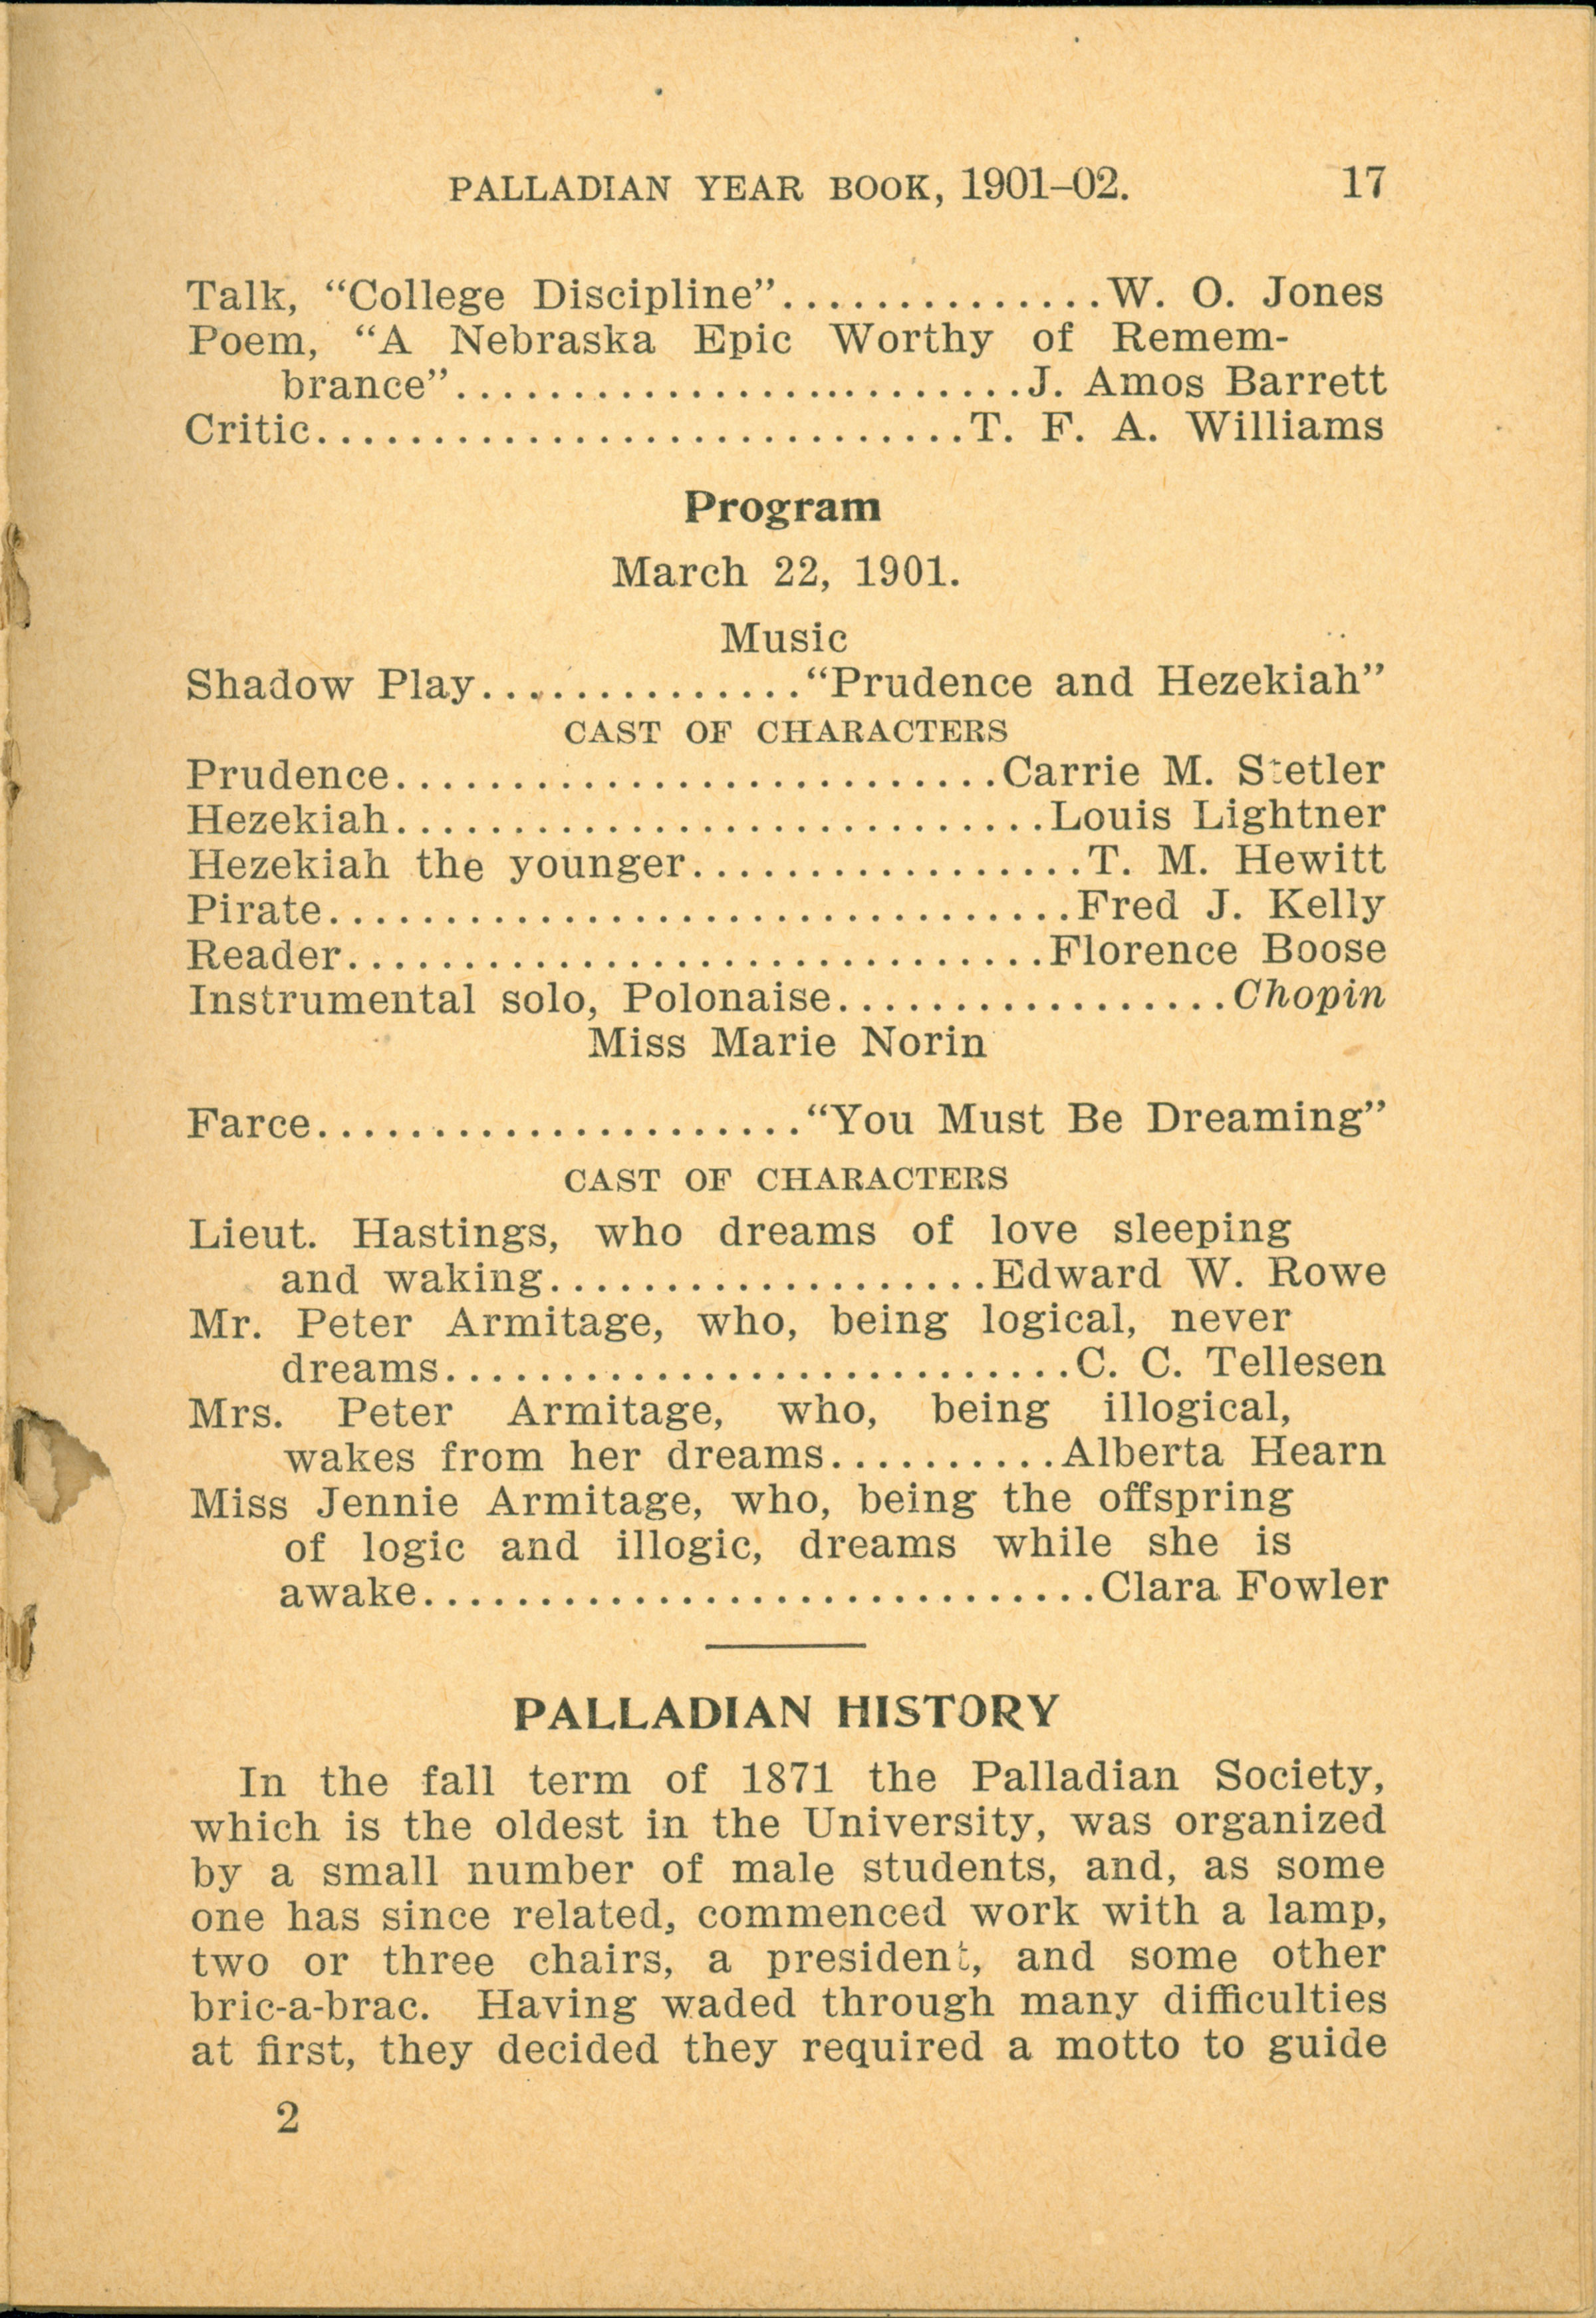 PALLADIAN YEAR BOOK, 1901–02. 17
Talk, “College Discipline”..............W. O. Jones
Poem, “A Nebraska Epic Worthy of Remem-
brance”.........................J. Amos Barrett
Critic............................T. F. A. Williams
Program
March 22, 1901.
Music
Shadow Play..............“Prudence and Hezekiah”
CAST OF CHARACTERS
Prudence..........................Carrie M. Stetler
Hezekiah............................Louis Lightner
Hezekiah the younger.................T. M. Hewitt
Pirate................................Fred J. Kelly
Reader..............................Florence Boose
Instrumental solo, Polonaise.................Chopin
Miss Marie Norin
Farce.....................“You Must Be Dreaming”
CAST OF CHARACTERS
Lieut. Hastings, who dreams of love sleeping
and waking...................Edward W. Rowe
Mr. Peter Armitage, who, being logical, never
dreams...........................C. C. Tellesen
Mrs. Peter Armitage, who, being illogical,
wakes from her dreams..........Alberta Hearn
Miss Jennie Armitage, who, being the offspring
of logic and illogic, dreams while she is
awake.............................Clara Fowler
PALLADIAN HISTORY
In the fall term of 1871 the Palladian Society,
which is the oldest in the University, was organized
by a small number of male students, and, as some
one has since related, commenced work with a lamp,
two or three chairs, a president, and some other
bric-a-brac. Having waded through many difficulties
at first, they decided they required a motto to guide
2